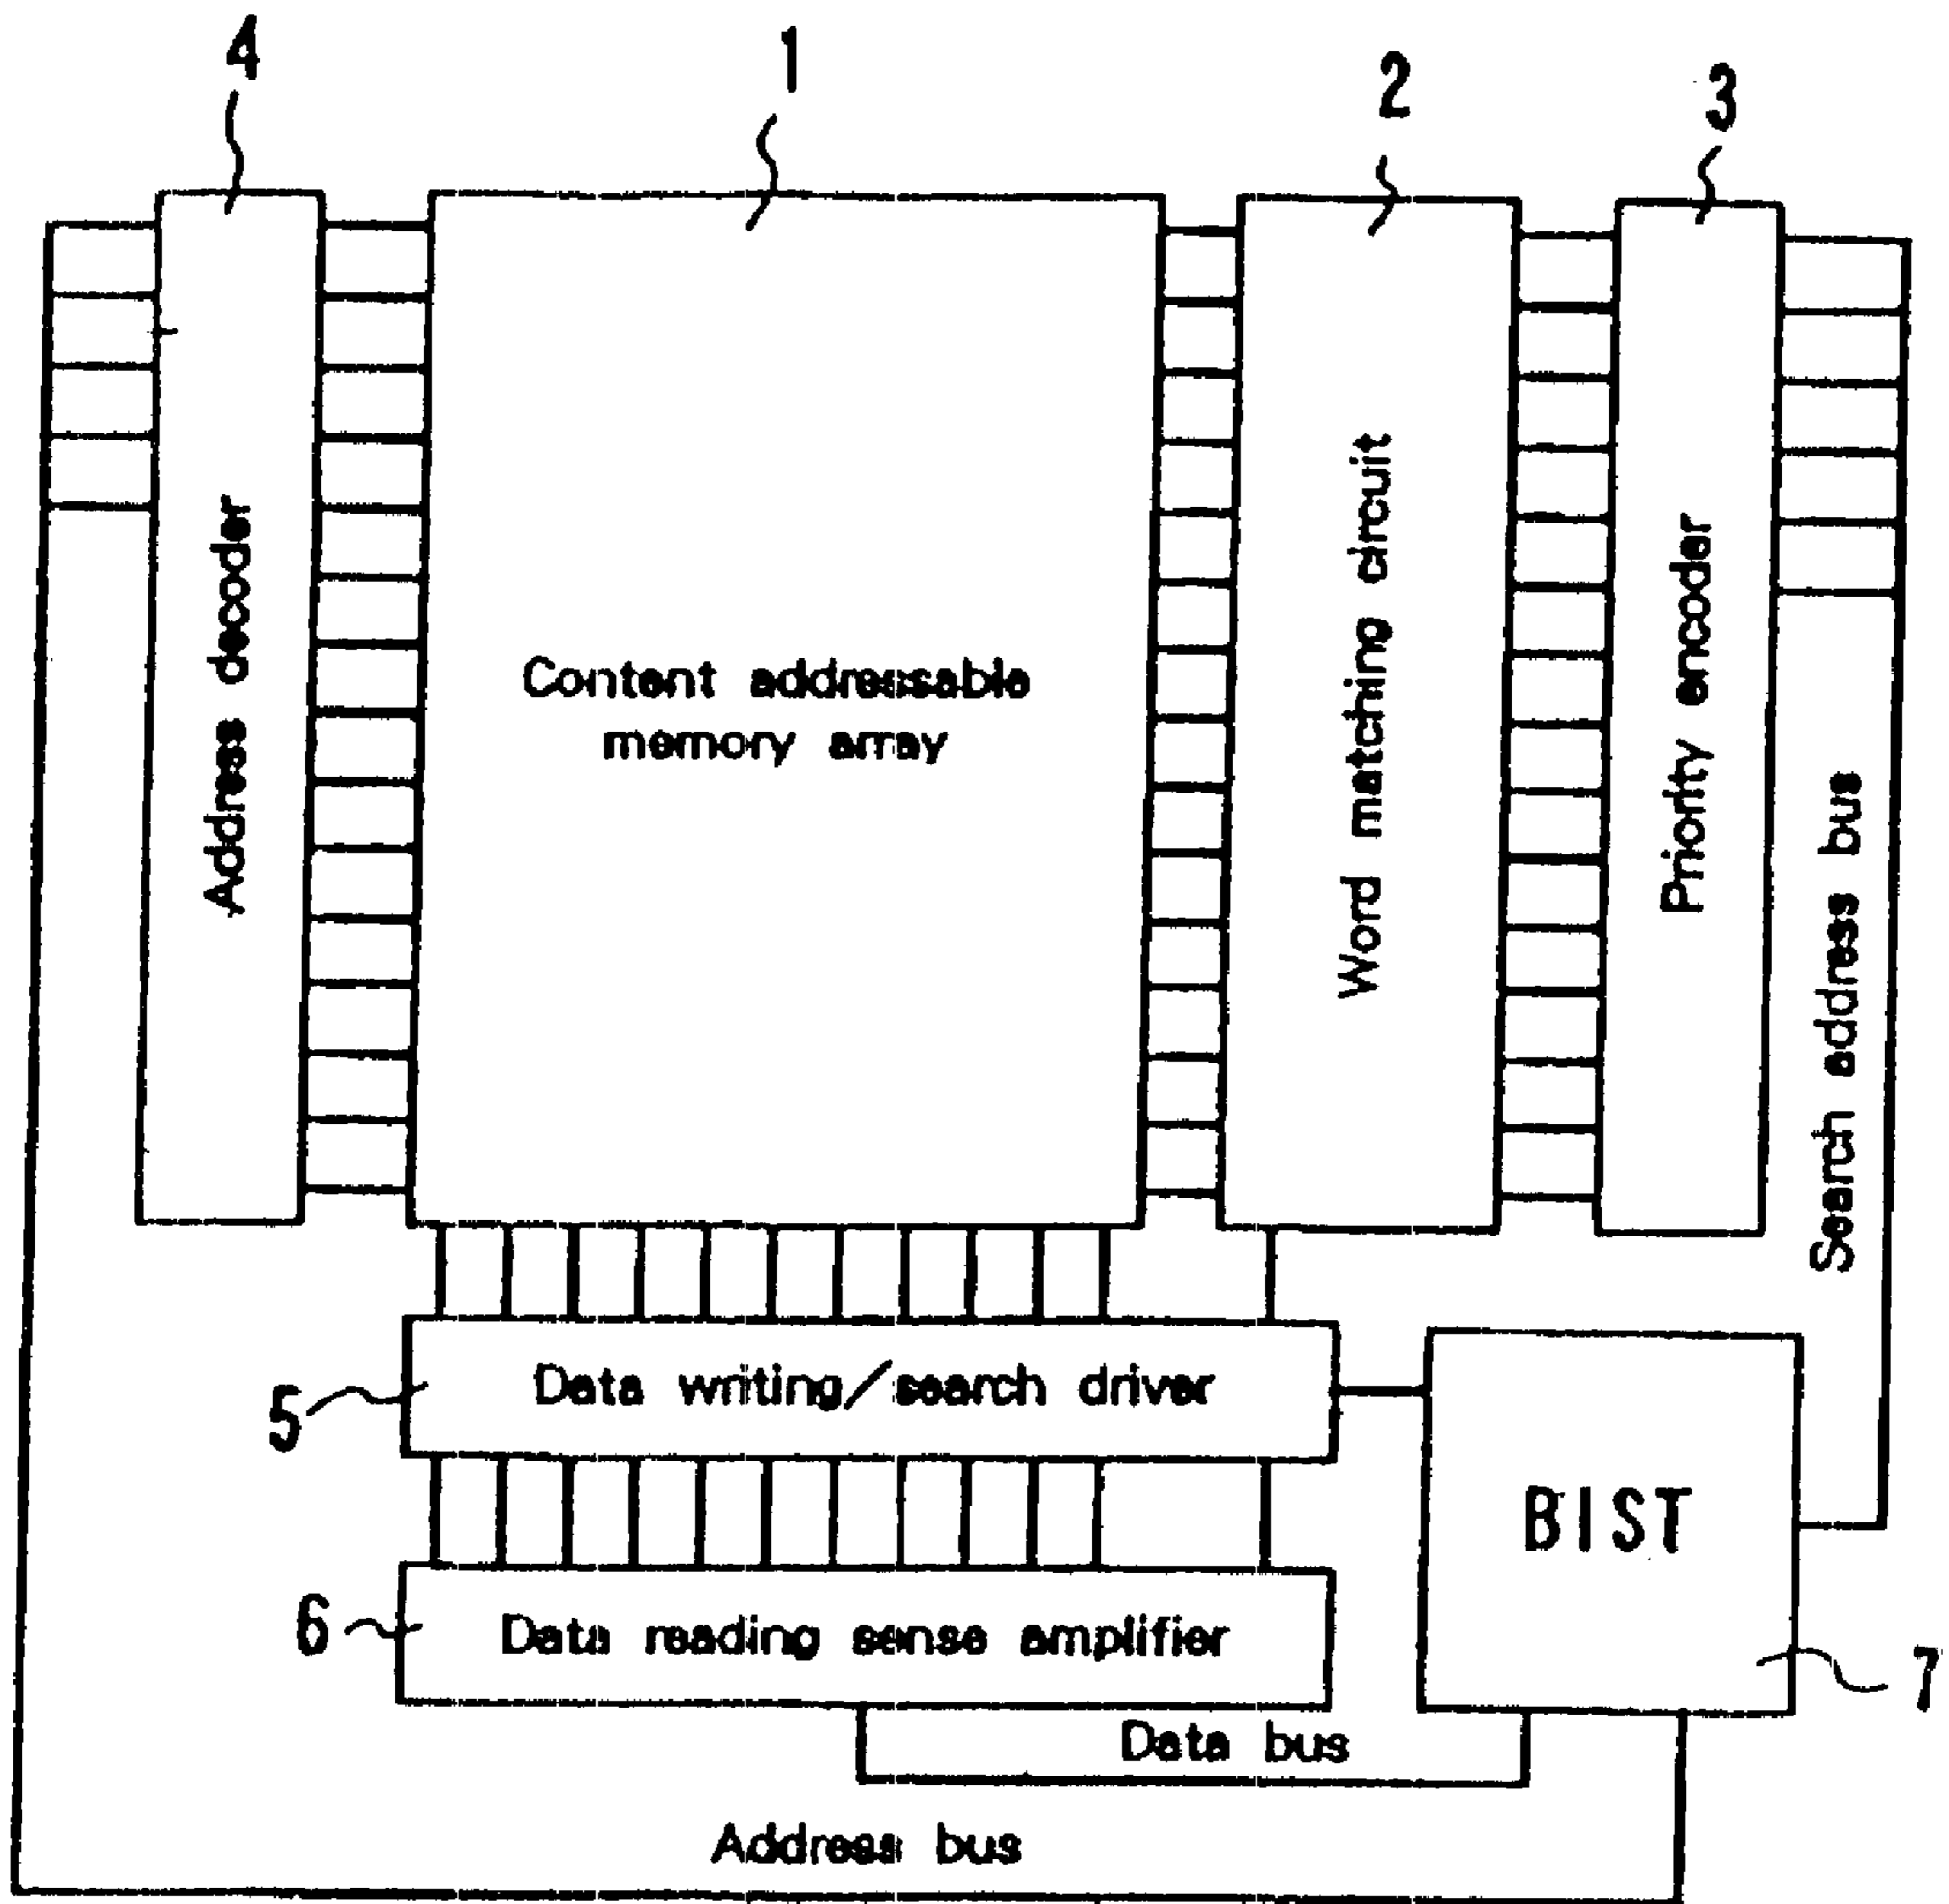 4
1
2
3
Address decoder
Content addressable
memory array
Word matching circuit
Priority encoder
Search address bus
5
Data writing/search driver
BIST
6
Data reading sense amplifier
7
Data bus
Address bus